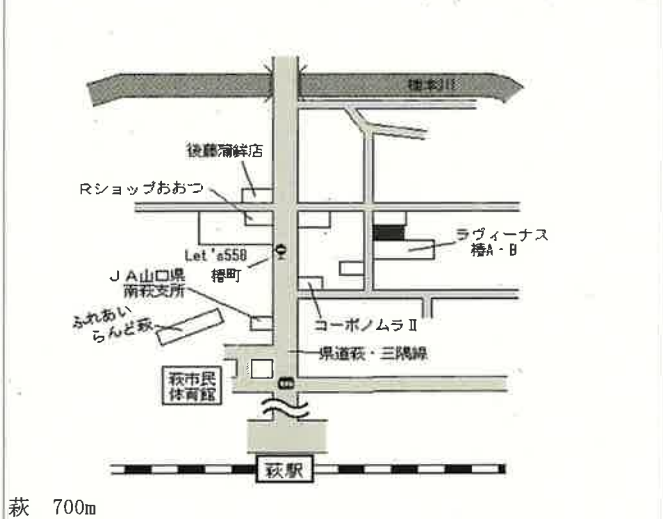 橋本川
後藤蒲鉾店
Rショップおおつ
ラヴィーナス
椿A・B
Let's558
椿町
JA山口県
南萩支所
ふれあい
らんど萩
コーポノムラⅡ
県道萩・三隅線
萩市民
体育館
萩駅
萩 700m